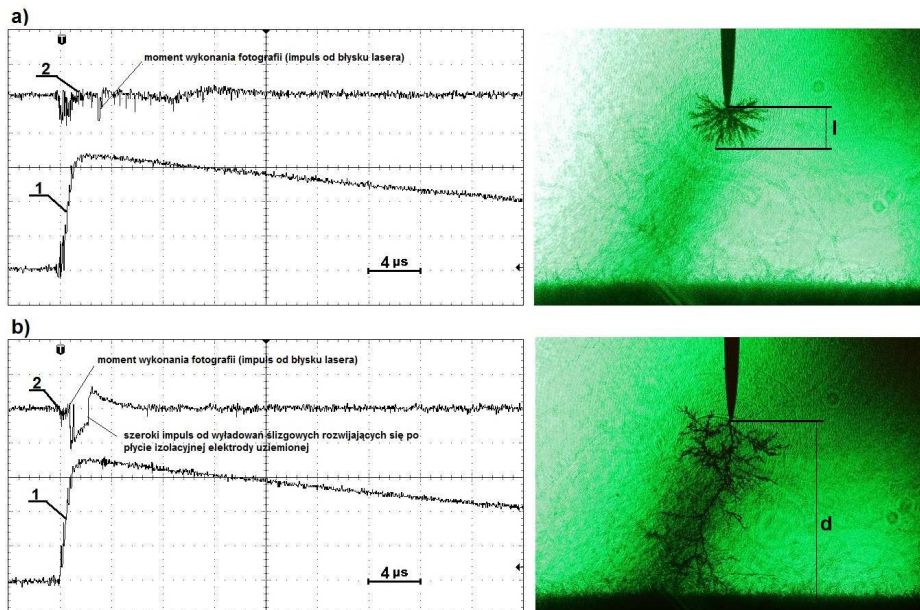 a)
T
2
moment wykonania fotografii (impuls od błysku lasera)
1
4 µs
l
b)
T
moment wykonania fotografii (impuls od błysku lasera)
2
szeroki impuls od wyładowań ślizgowych rozwijających się po
płycie izolacyjnej elektrody uziemionej
1
4 µs
d